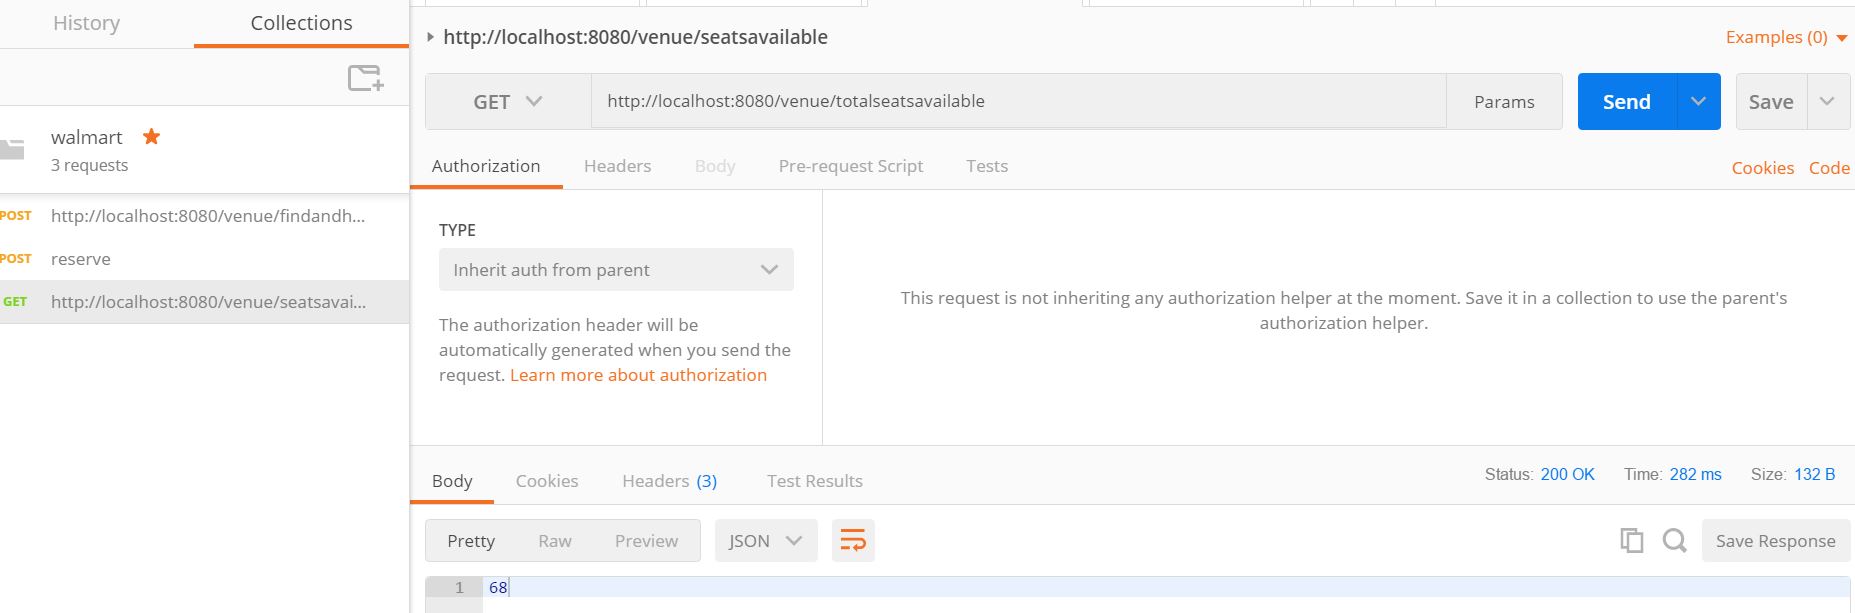 History Collections
walmart
3 requests
POST http://localhost:8080/venue/findandh...
POST reserve
GET http://localhost:8080/venue/seatsavai...
http://localhost:8080/venue/seatsavailable
Examples (0)
GET http://localhost:8080/venue/totalseatsavailable Params Send Save
Authorization Headers Body Pre-request Script Tests Cookies Code
TYPE
Inherit auth from parent
The authorization header will be
automatically generated when you send the
request. Learn more about authorization
This request is not inheriting any authorization helper at the moment. Save it in a collection to use the parent's
authorization helper.
Body Cookies Headers (3) Test Results Status: 200 OK Time: 282 ms Size: 132 B
Pretty Raw Preview JSON Save Response
1 68